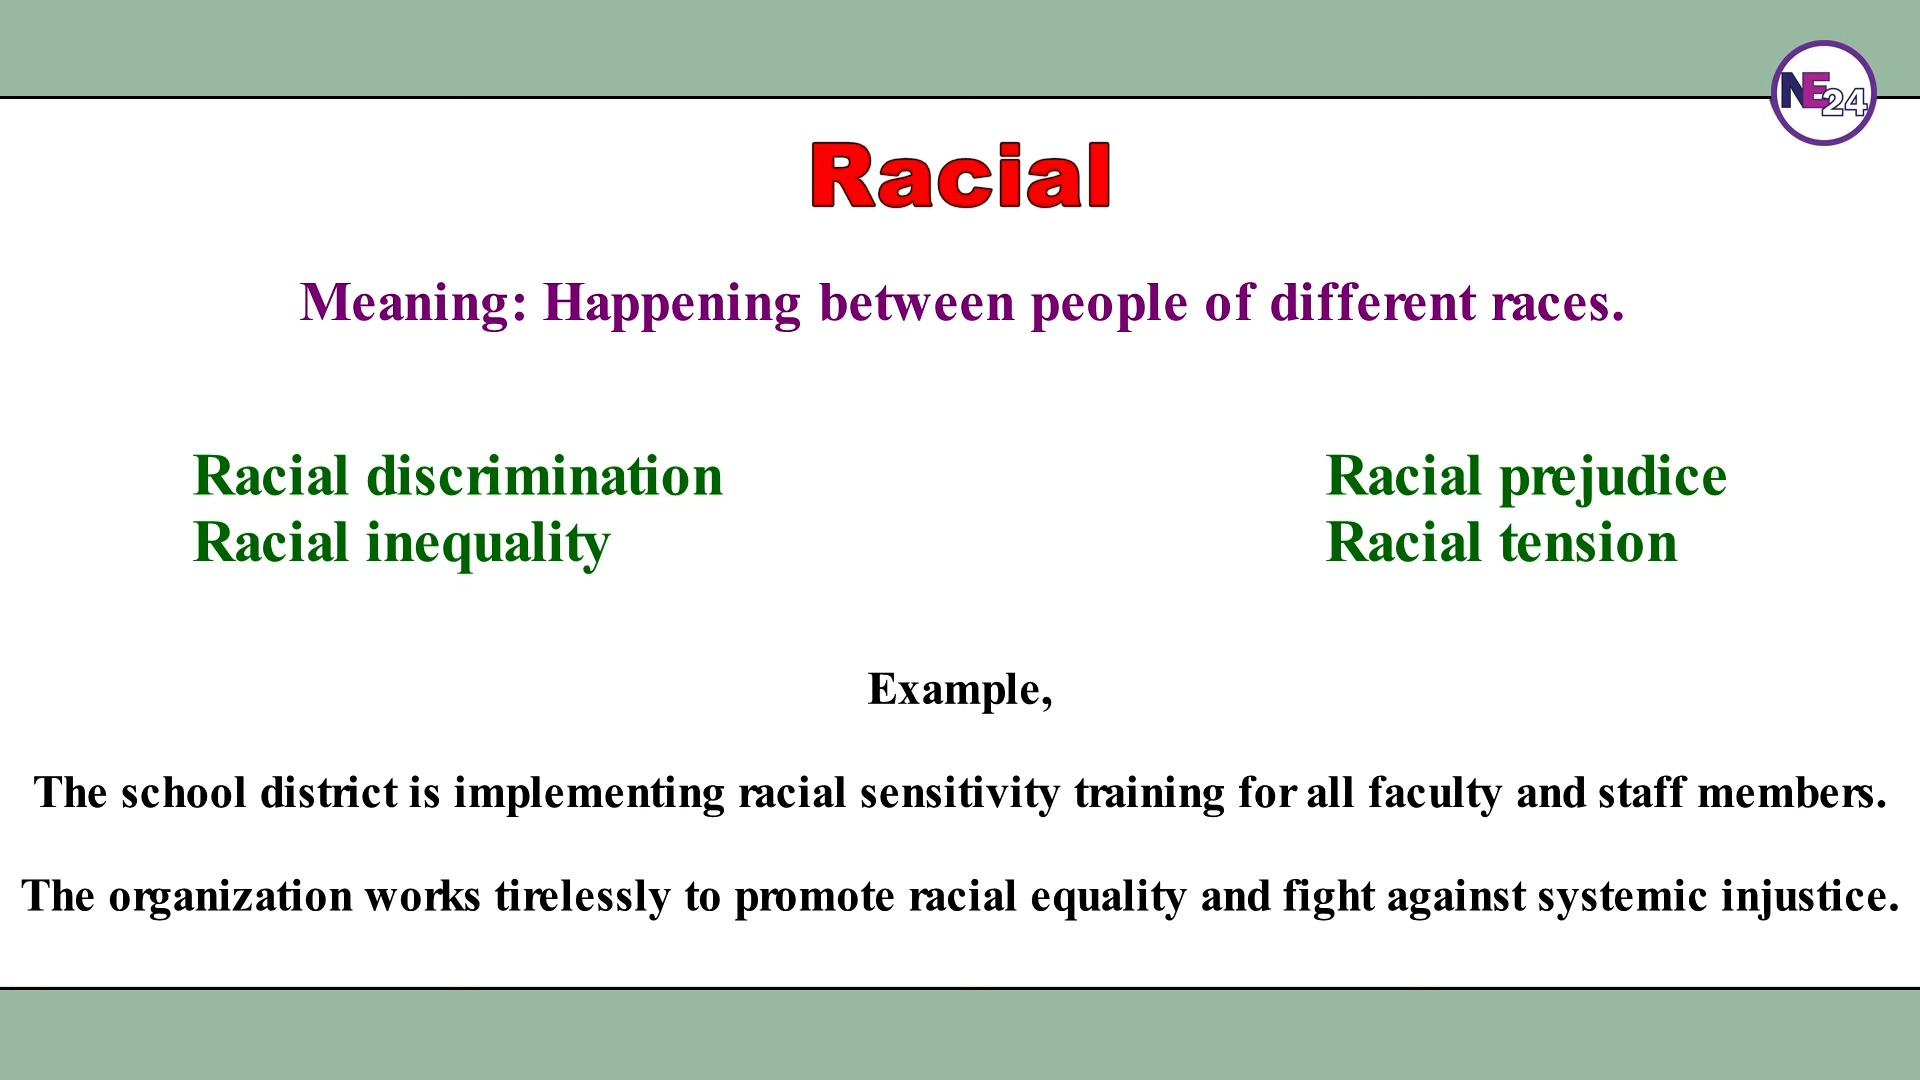 NE24
Racial
Meaning: Happening between people of different races.
Racial discrimination
Racial inequality
Racial prejudice
Racial tension
Example,
The school district is implementing racial sensitivity training for all faculty and staff members.
The organization works tirelessly to promote racial equality and fight against systemic injustice.